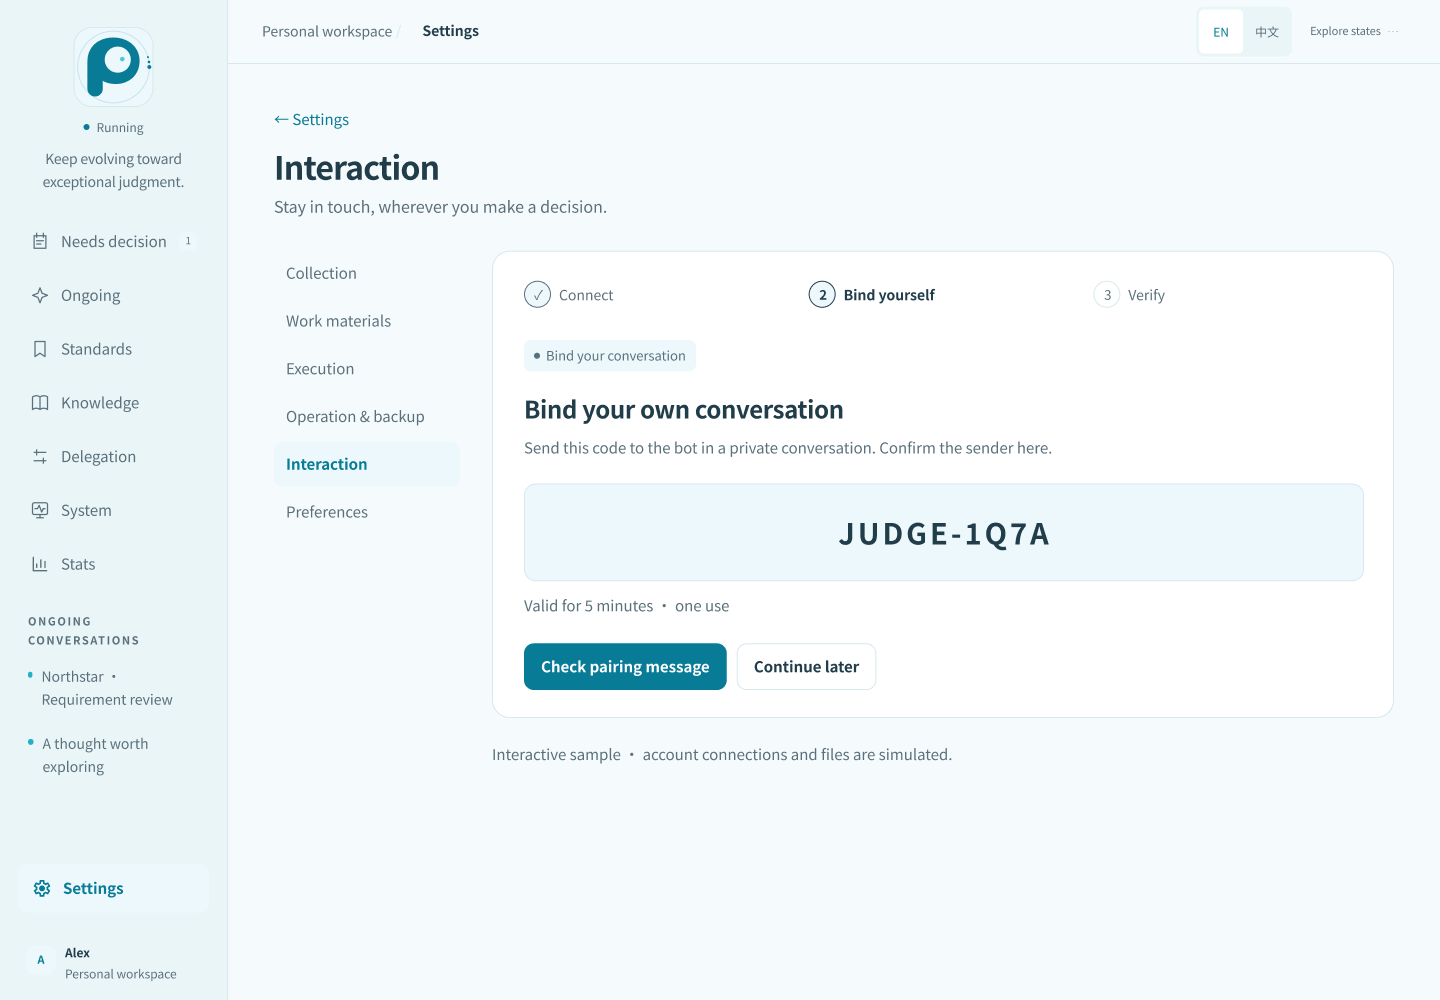 Running
Keep evolving toward
exceptional judgment.
Needs decision 1
Ongoing
Standards
Knowledge
Delegation
System
Stats
ONGOING
CONVERSATIONS
Northstar •
Requirement review
A thought worth
exploring
Settings
A
Alex
Personal workspace
Personal workspace / Settings
EN 中文 Explore states ···
← Settings
Interaction
Stay in touch, wherever you make a decision.
Collection
Work materials
Execution
Operation & backup
Interaction
Preferences
✓ Connect
2 Bind yourself
3 Verify
Bind your conversation
Bind your own conversation
Send this code to the bot in a private conversation. Confirm the sender here.
JUDGE-1Q7A
Valid for 5 minutes • one use
Check pairing message
Continue later
Interactive sample • account connections and files are simulated.